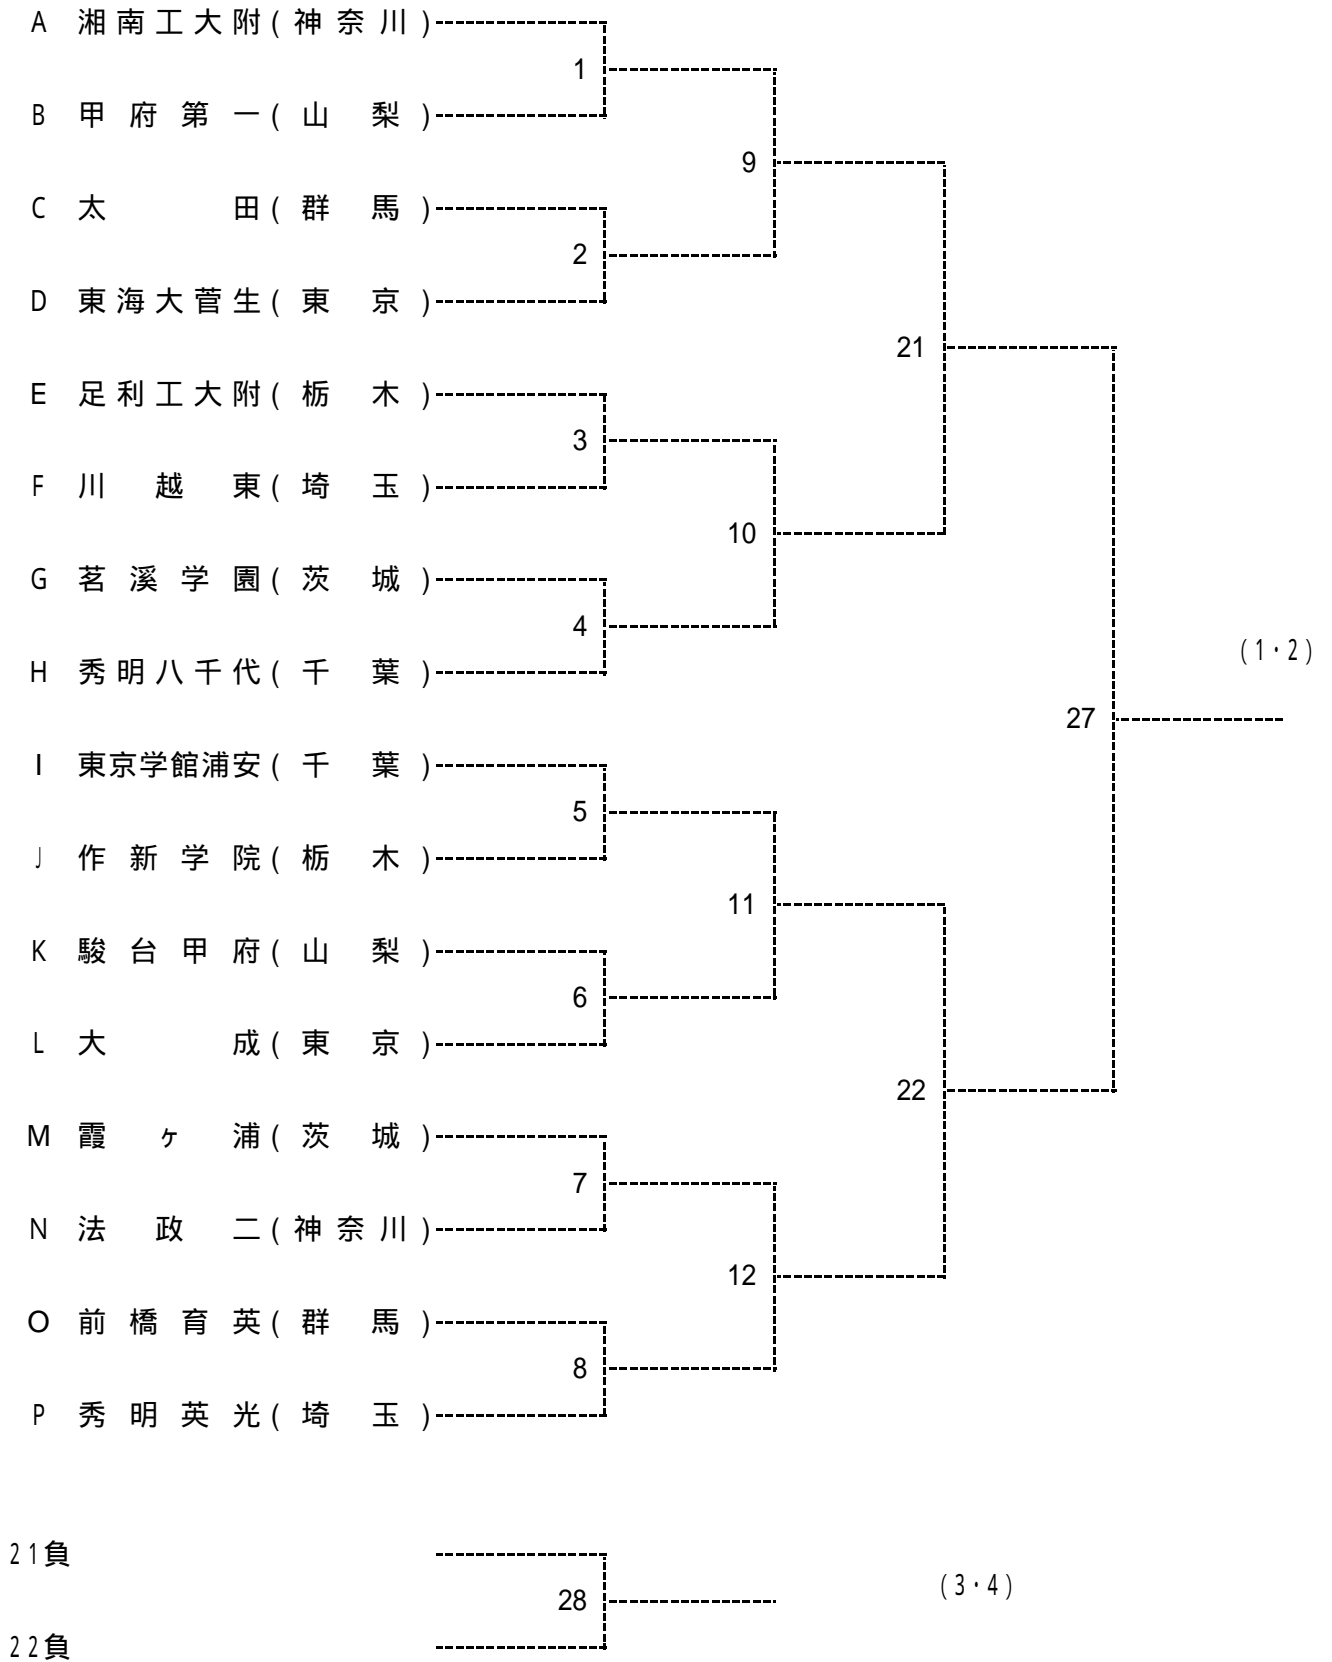 A 湘南工大附(神奈川)
1
B 甲府第一(山梨)
9
C 太田(群馬)
2
D 東海大菅生(東京)
21
E 足利工大附(栃木)
3
F 川越東(埼玉)
10
G 茗溪学園(茨城)
4
(1・2)
H 秀明八千代(千葉)
27
I 東京学館浦安(千葉)
5
J 作新学院(栃木)
11
K 駿台甲府(山梨)
6
L 大成(東京)
22
M 霞ヶ浦(茨城)
7
N 法政二(神奈川)
12
O 前橋育英(群馬)
8
P 秀明英光(埼玉)
21負
(3・4)
28
22負